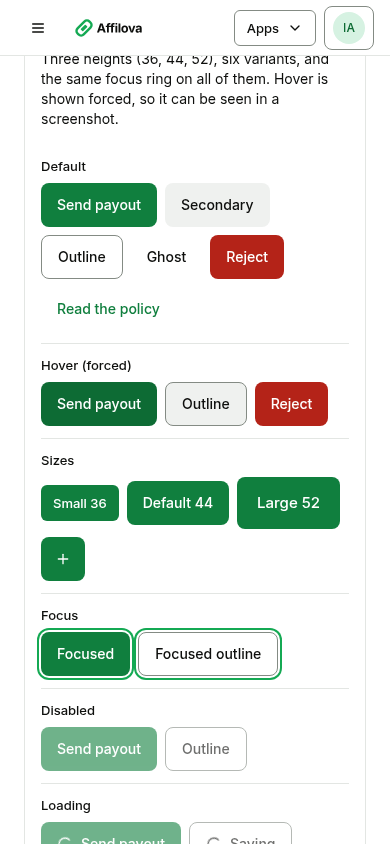 Affilova
Apps
IA
Three heights (36, 44, 52), six variants, and
the same focus ring on all of them. Hover is
shown forced, so it can be seen in a
screenshot.
Default
Send payout
Secondary
Outline
Ghost
Reject
Read the policy
Hover (forced)
Send payout
Outline
Reject
Sizes
Small 36
Default 44
Large 52
+
Focus
Focused
Focused outline
Disabled
Send payout
Outline
Loading
Send payout
Saving